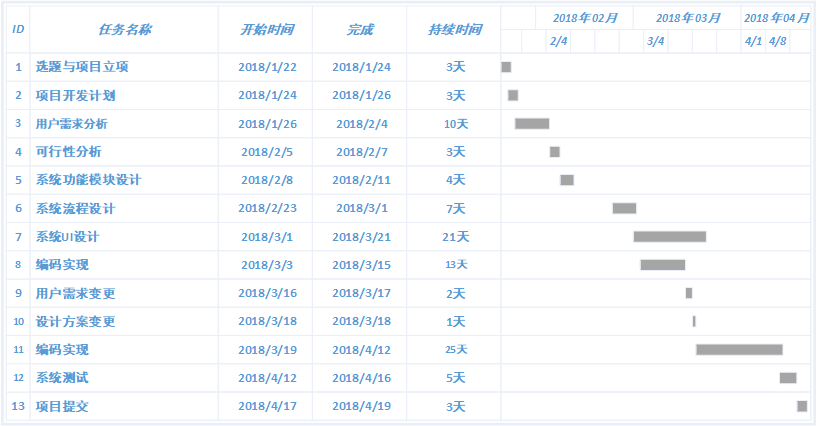 ID 任务名称 开始时间 完成 持续时间 2018年02月 2018年03月 2018年04月
2/4 3/4 4/1 4/8
1 选题与项目立项 2018/1/22 2018/1/24 3天
2 项目开发计划 2018/1/24 2018/1/26 3天
3 用户需求分析 2018/1/26 2018/2/4 10天
4 可行性分析 2018/2/5 2018/2/7 3天
5 系统功能模块设计 2018/2/8 2018/2/11 4天
6 系统流程设计 2018/2/23 2018/3/1 7天
7 系统UI设计 2018/3/1 2018/3/21 21天
8 编码实现 2018/3/3 2018/3/15 13天
9 用户需求变更 2018/3/16 2018/3/17 2天
10 设计方案变更 2018/3/18 2018/3/18 1天
11 编码实现 2018/3/19 2018/4/12 25天
12 系统测试 2018/4/12 2018/4/16 5天
13 项目提交 2018/4/17 2018/4/19 3天